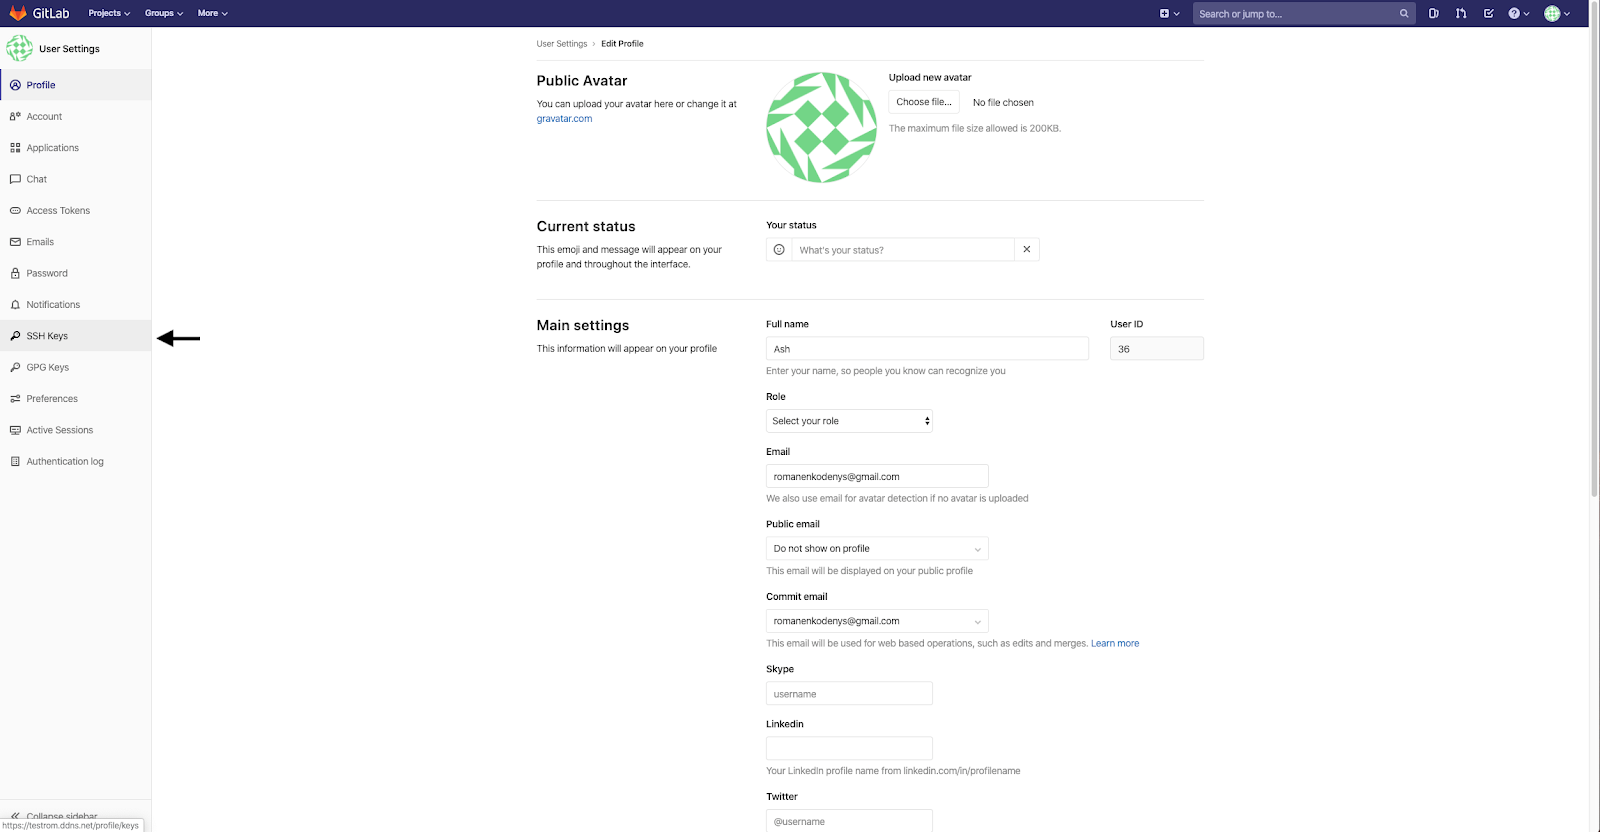 GitLab Projects Groups More Search or jump to...
User Settings
Profile
Account
Applications
Chat
Access Tokens
Emails
Password
Notifications
SSH Keys
GPG Keys
Preferences
Active Sessions
Authentication log
Collapse sidebar
https://testrom.ddns.net/profile/keys
User Settings › Edit Profile
Public Avatar
You can upload your avatar here or change it at
gravatar.com
Upload new avatar
Choose file... No file chosen
The maximum file size allowed is 200KB.
Current status
This emoji and message will appear on your
profile and throughout the interface.
Your status
What's your status?
Main settings
This information will appear on your profile
Full name User ID
Ash 36
Enter your name, so people you know can recognize you
Role
Select your role
Email
romanenkodenys@gmail.com
We also use email for avatar detection if no avatar is uploaded
Public email
Do not show on profile
This email will be displayed on your public profile
Commit email
romanenkodenys@gmail.com
This email will be used for web based operations, such as edits and merges. Learn more
Skype
username
Linkedin
Your LinkedIn profile name from linkedin.com/in/profilename
Twitter
@username